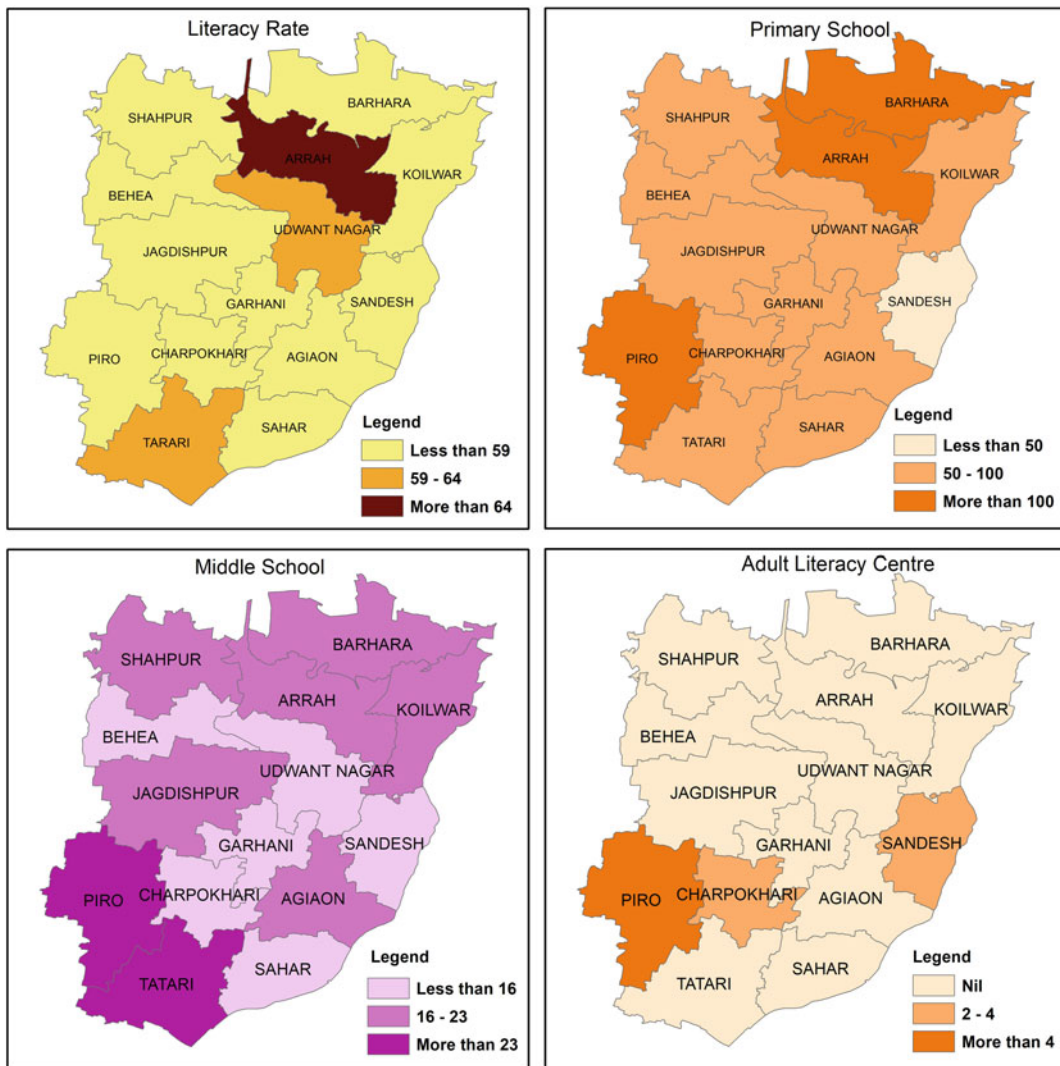 Literacy Rate
BARHARA
SHAHPUR
ARRAH
KOILWAR
BEHEA
UDWANT NAGAR
JAGDISHPUR
GARHANI
SANDESH
PIRO
CHARPOKHARI
AGIAON
TARARI
SAHAR
Legend
Less than 59
59 - 64
More than 64
Primary School
BARHARA
SHAHPUR
ARRAH
KOILWAR
BEHEA
UDWANT NAGAR
JAGDISHPUR
GARHANI
SANDESH
PIRO
CHARPOKHARI
AGIAON
TATARI
SAHAR
Legend
Less than 50
50 - 100
More than 100
Middle School
BARHARA
SHAHPUR
ARRAH
KOILWAR
BEHEA
UDWANT NAGAR
JAGDISHPUR
GARHANI
SANDESH
PIRO
CHARPOKHARI
AGIAON
TATARI
SAHAR
Legend
Less than 16
16 - 23
More than 23
Adult Literacy Centre
BARHARA
SHAHPUR
ARRAH
KOILWAR
BEHEA
UDWANT NAGAR
JAGDISHPUR
GARHANI
SANDESH
PIRO
CHARPOKHARI
AGIAON
TATARI
SAHAR
Legend
Nil
2 - 4
More than 4